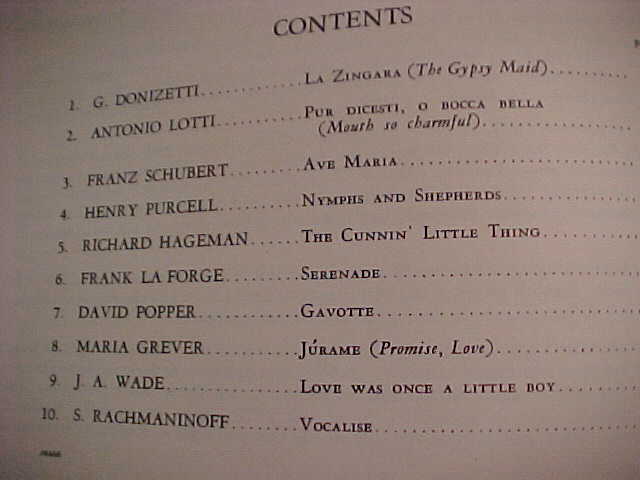 CONTENTS
1. G. DONIZETTI............LA ZINGARA (The Gypsy Maid)..........
2. ANTONIO LOTTI..........PUR DICESTI, O BOCCA BELLA
(Mouth so charmful)....................
3. FRANZ SCHUBERT.........AVE MARIA..............................
4. HENRY PURCELL..........NYMPHS AND SHEPHERDS................
5. RICHARD HAGEMAN......THE CUNNIN' LITTLE THING............
6. FRANK LA FORGE.........SERENADE................................
7. DAVID POPPER............GAVOTTE................................
8. MARIA GREVER...........JÚRAME (Promise, Love)................
9. J. A. WADE................LOVE WAS ONCE A LITTLE BOY.........
10. S. RACHMANINOFF........VOCALISE................................